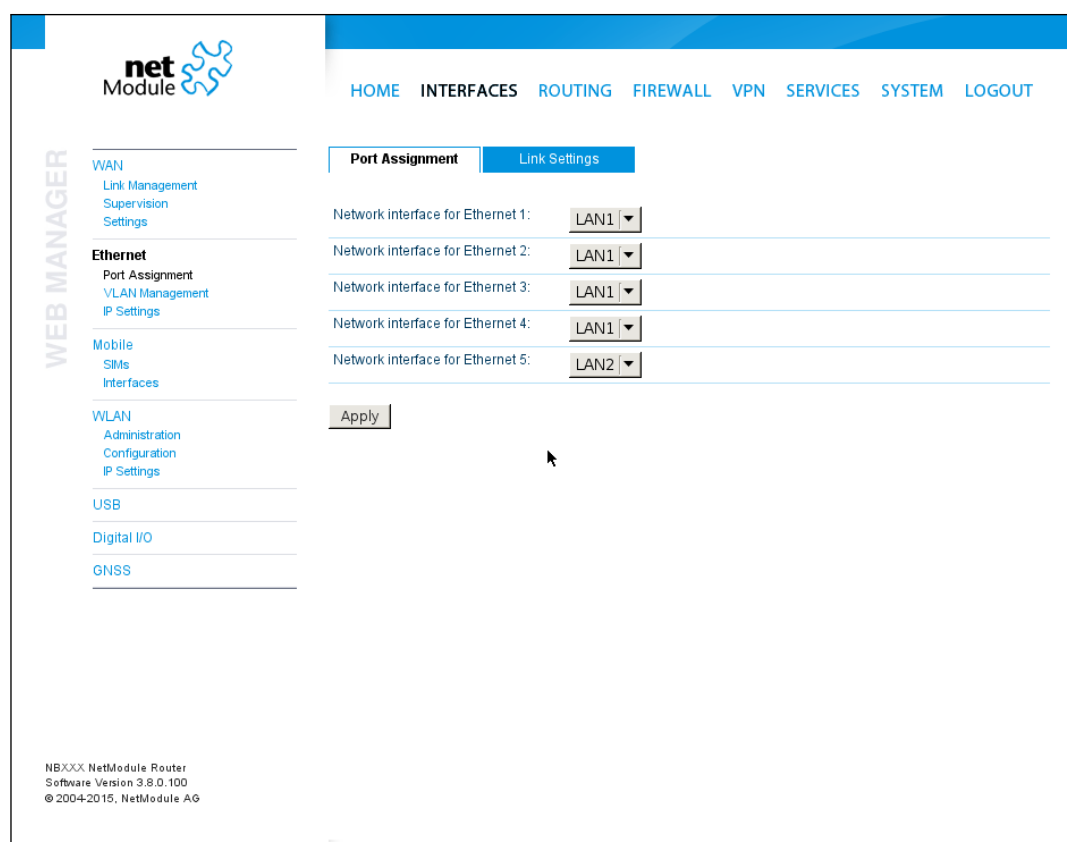 net
Module
HOME INTERFACES ROUTING FIREWALL VPN SERVICES SYSTEM LOGOUT
WEB MANAGER
WAN
Link Management
Supervision
Settings
Ethernet
Port Assignment
VLAN Management
IP Settings
Mobile
SIMs
Interfaces
WLAN
Administration
Configuration
IP Settings
USB
Digital I/O
GNSS
Port Assignment Link Settings
Network interface for Ethernet 1: LAN1
Network interface for Ethernet 2: LAN1
Network interface for Ethernet 3: LAN1
Network interface for Ethernet 4: LAN1
Network interface for Ethernet 5: LAN2
Apply
NBXXX NetModule Router
Software Version 3.8.0.100
© 2004-2015, NetModule AG